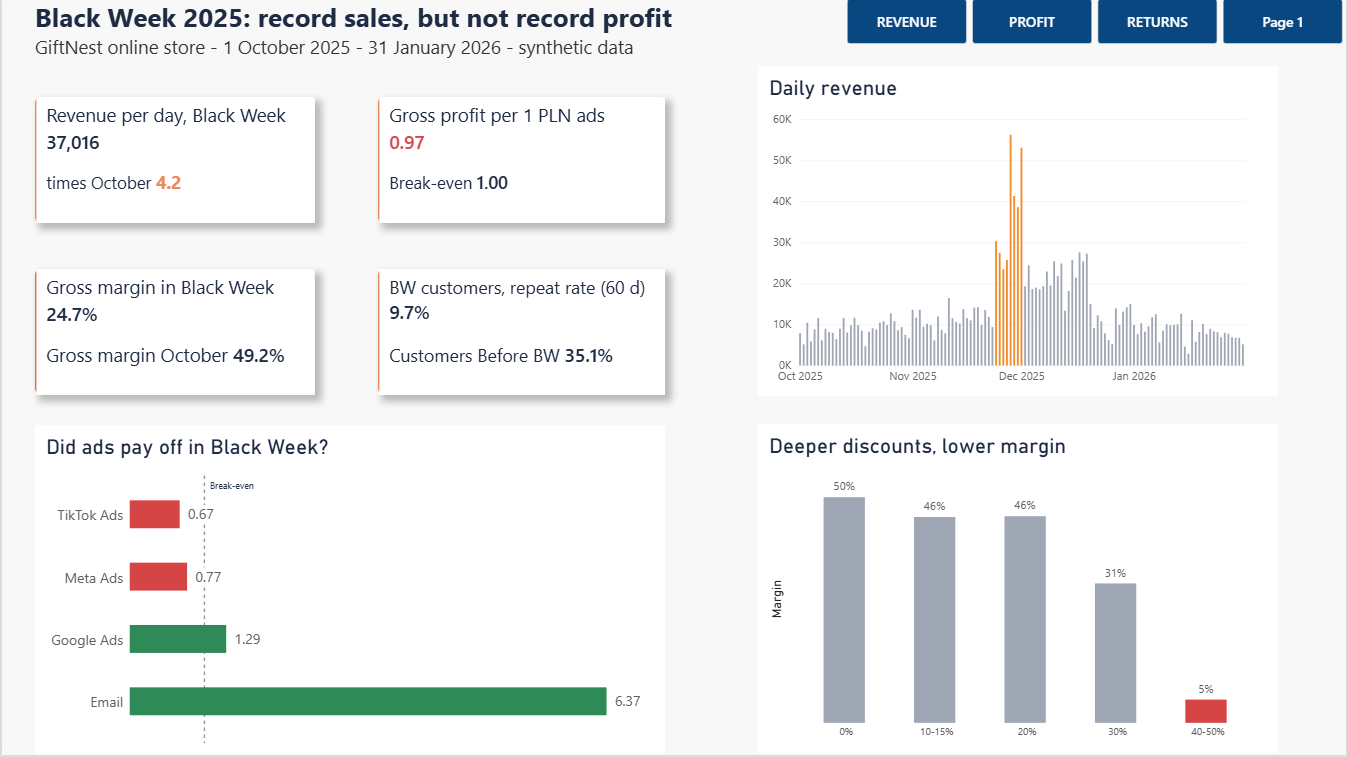 Black Week 2025: record sales, but not record profit
GiftNest online store - 1 October 2025 - 31 January 2026 - synthetic data
REVENUE
PROFIT
RETURNS
Page 1
Revenue per day, Black Week
37,016
times October 4.2
Gross profit per 1 PLN ads
0.97
Break-even 1.00
Gross margin in Black Week
24.7%
Gross margin October 49.2%
BW customers, repeat rate (60 d)
9.7%
Customers Before BW 35.1%
Daily revenue
60K
50K
40K
30K
20K
10K
0K
Oct 2025
Nov 2025
Dec 2025
Jan 2026
Did ads pay off in Black Week?
Break-even
TikTok Ads 0.67
Meta Ads 0.77
Google Ads 1.29
Email 6.37
Deeper discounts, lower margin
Margin
50%
46%
46%
31%
5%
0%
10-15%
20%
30%
40-50%